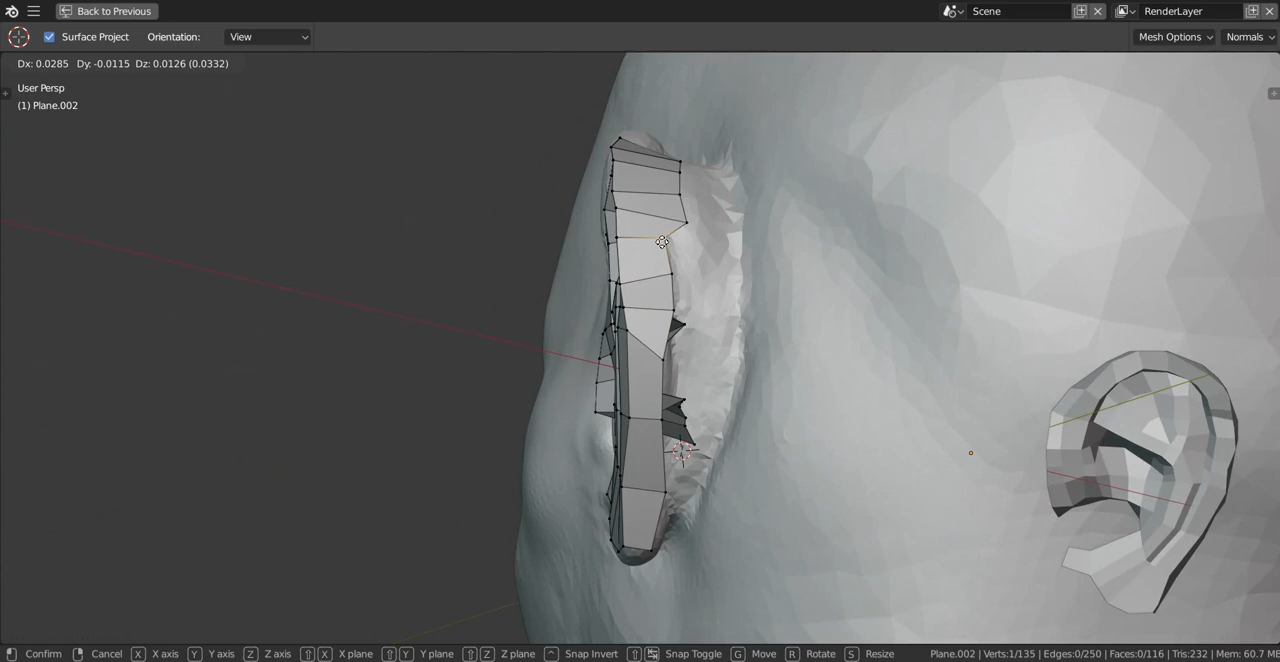 Back to Previous
Scene
RenderLayer
Surface Project
Orientation:
View
Mesh Options
Normals
Dx: 0.0285 Dy: -0.0115 Dz: 0.0126 (0.0332)
User Persp
(1) Plane.002
Confirm Cancel X X axis Y Y axis Z Z axis X X plane Y Y plane Z Z plane ^ Snap Invert Snap Toggle G Move R Rotate S Resize
Plane.002 | Verts:1/135 | Edges:0/250 | Faces:0/116 | Tris:232 | Mem: 60.7 M